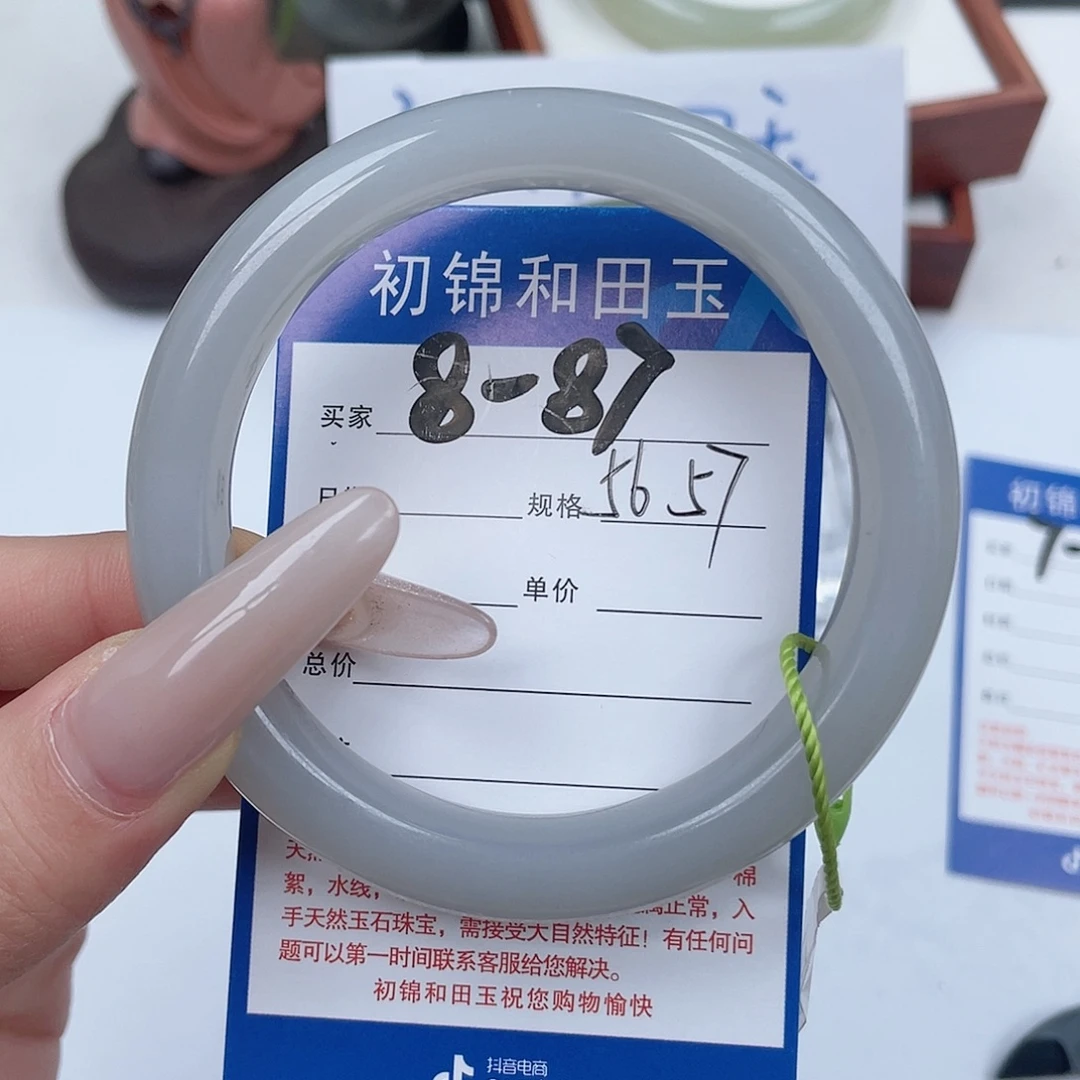 初锦和田玉
买家 8-87
规格 56 57
单价
总价
絮，水线，
正常，入
手天然玉石珠宝，需接受大自然特征！有任何问
题可以第一时间联系客服给您解决。
初锦和田玉祝您购物愉快
抖音电商
初锦